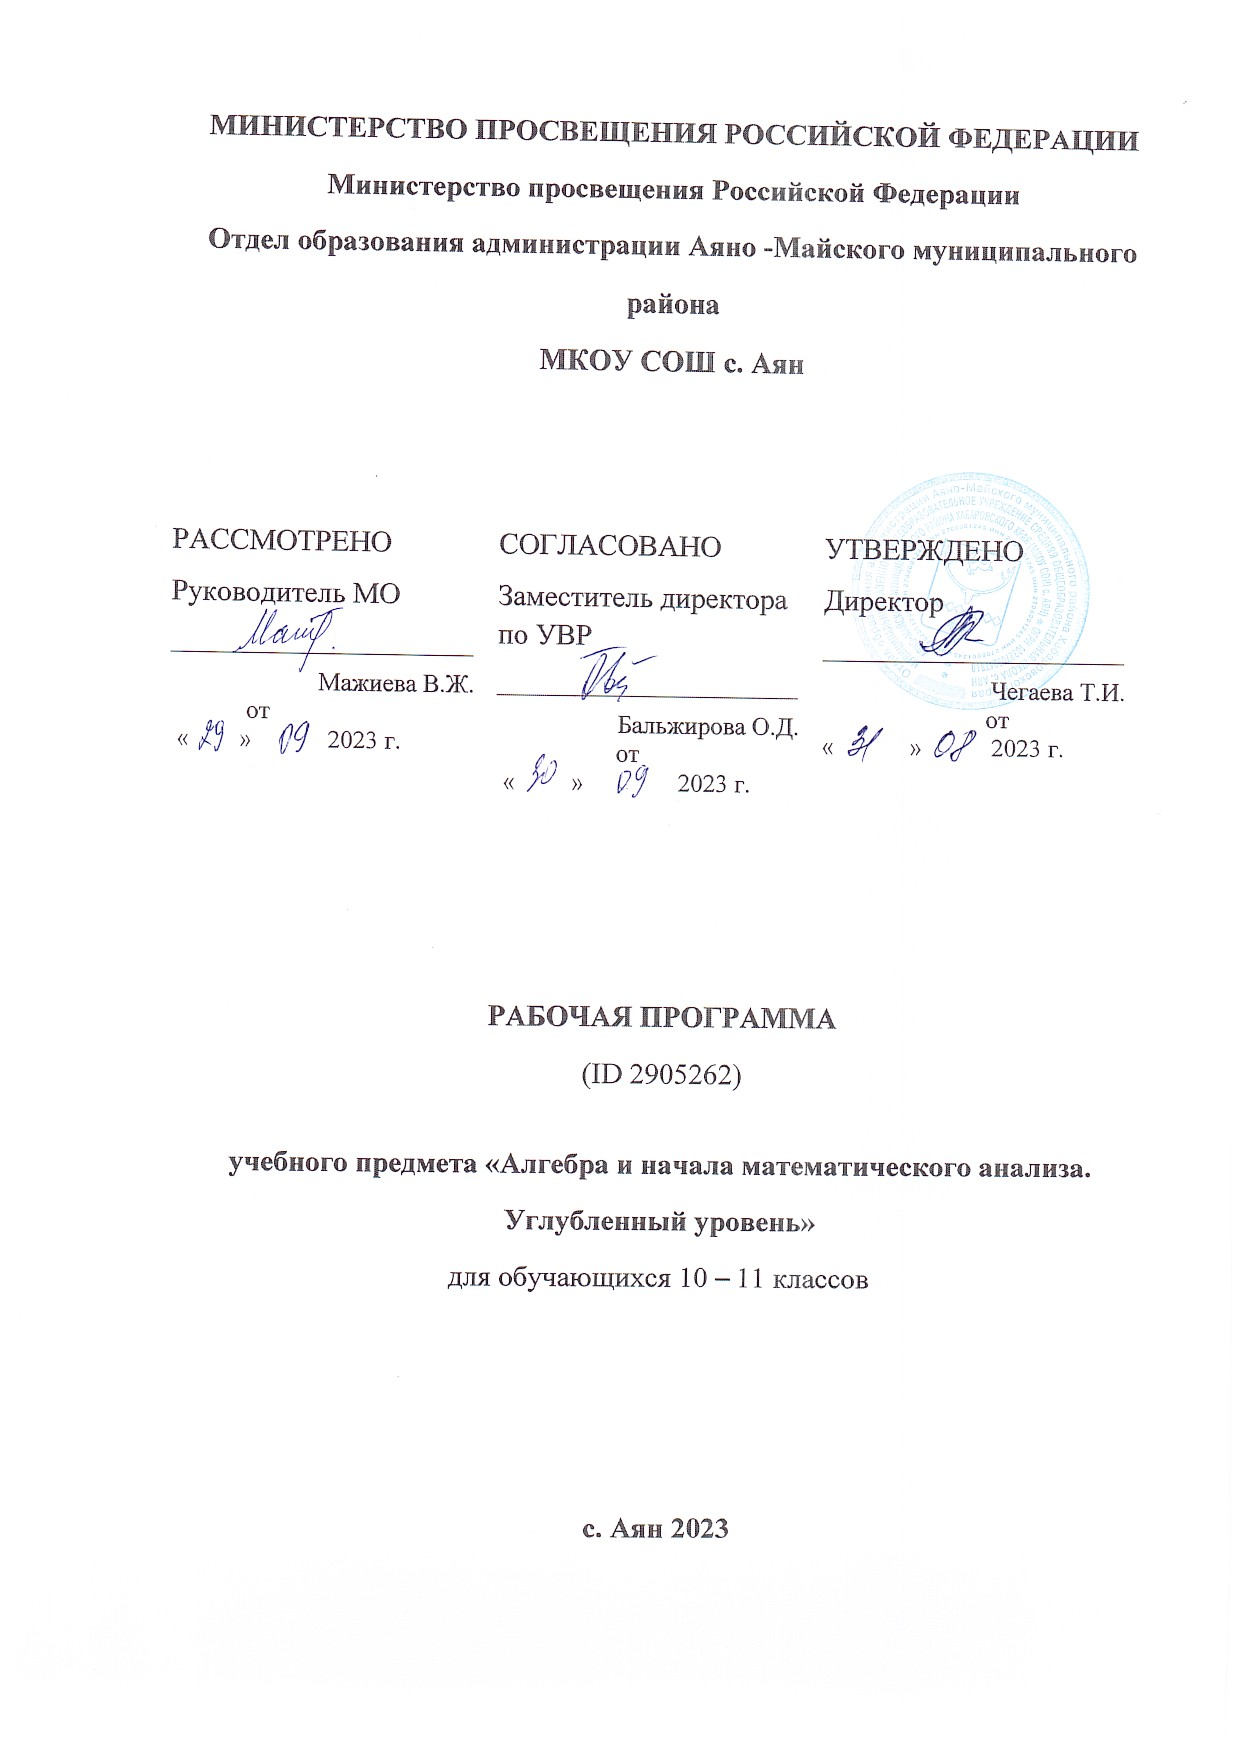 МИНИСТЕРСТВО ПРОСВЕЩЕНИЯ РОССИЙСКОЙ ФЕДЕРАЦИИ
Министерство просвещения Российской Федерации
Отдел образования администрации Аяно -Майского муниципального
района
МКОУ СОШ с. Аян
РАССМОТРЕНО
Руководитель МО
Мажиева В.Ж.
от
« 29 » 09 2023 г.
СОГЛАСОВАНО
Заместитель директора
по УВР
Бальжирова О.Д.
от
« 30 » 09 2023 г.
УТВЕРЖДЕНО
Директор
Чегаева Т.И.
от
« 31 » 08 2023 г.
РАБОЧАЯ ПРОГРАММА
(ID 2905262)
учебного предмета «Алгебра и начала математического анализа.
Углубленный уровень»
для обучающихся 10 – 11 классов
с. Аян 2023